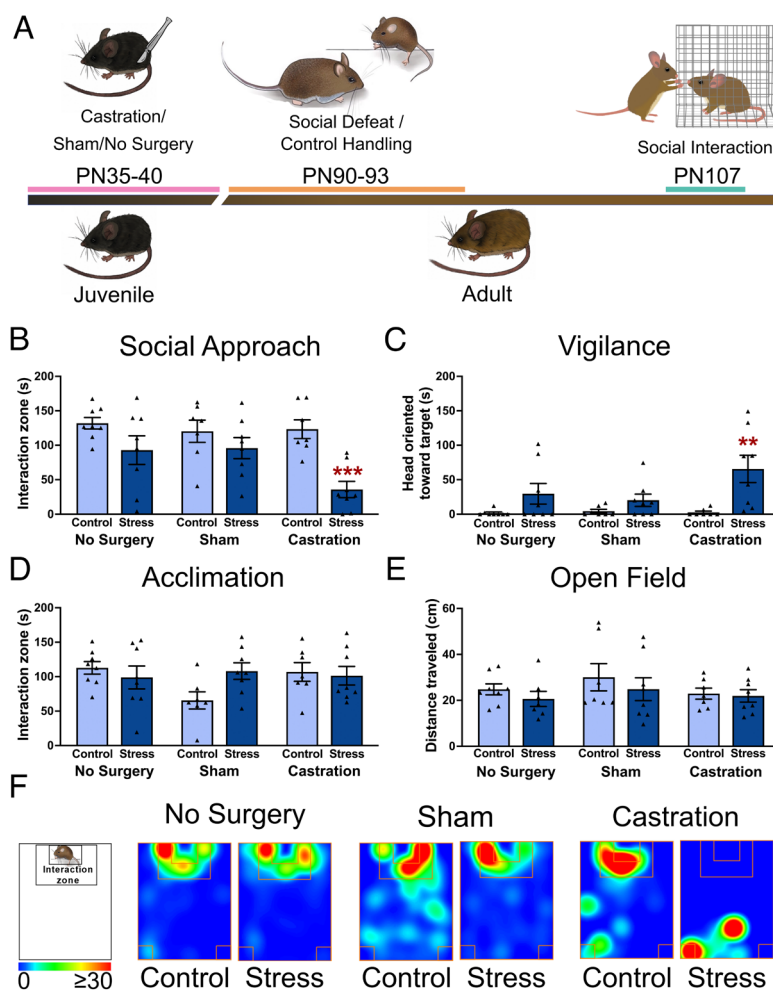 A
Castration/
Sham/No Surgery
Social Defeat /
Control Handling
Social Interaction
PN35-40
PN90-93
PN107
Juvenile
Adult
B
Social Approach
Interaction zone (s)
200
150
100
50
0
***
Control
Stress
Control
Stress
Control
Stress
No Surgery
Sham
Castration
C
Vigilance
Head oriented
toward target (s)
200
150
100
50
0
**
Control
Stress
Control
Stress
Control
Stress
No Surgery
Sham
Castration
D
Acclimation
Interaction zone (s)
200
150
100
50
0
Control
Stress
Control
Stress
Control
Stress
No Surgery
Sham
Castration
E
Open Field
Distance traveled (cm)
60
40
20
0
Control
Stress
Control
Stress
Control
Stress
No Surgery
Sham
Castration
F
No Surgery
Sham
Castration
Interaction
zone
0
≥30
Control
Stress
Control
Stress
Control
Stress